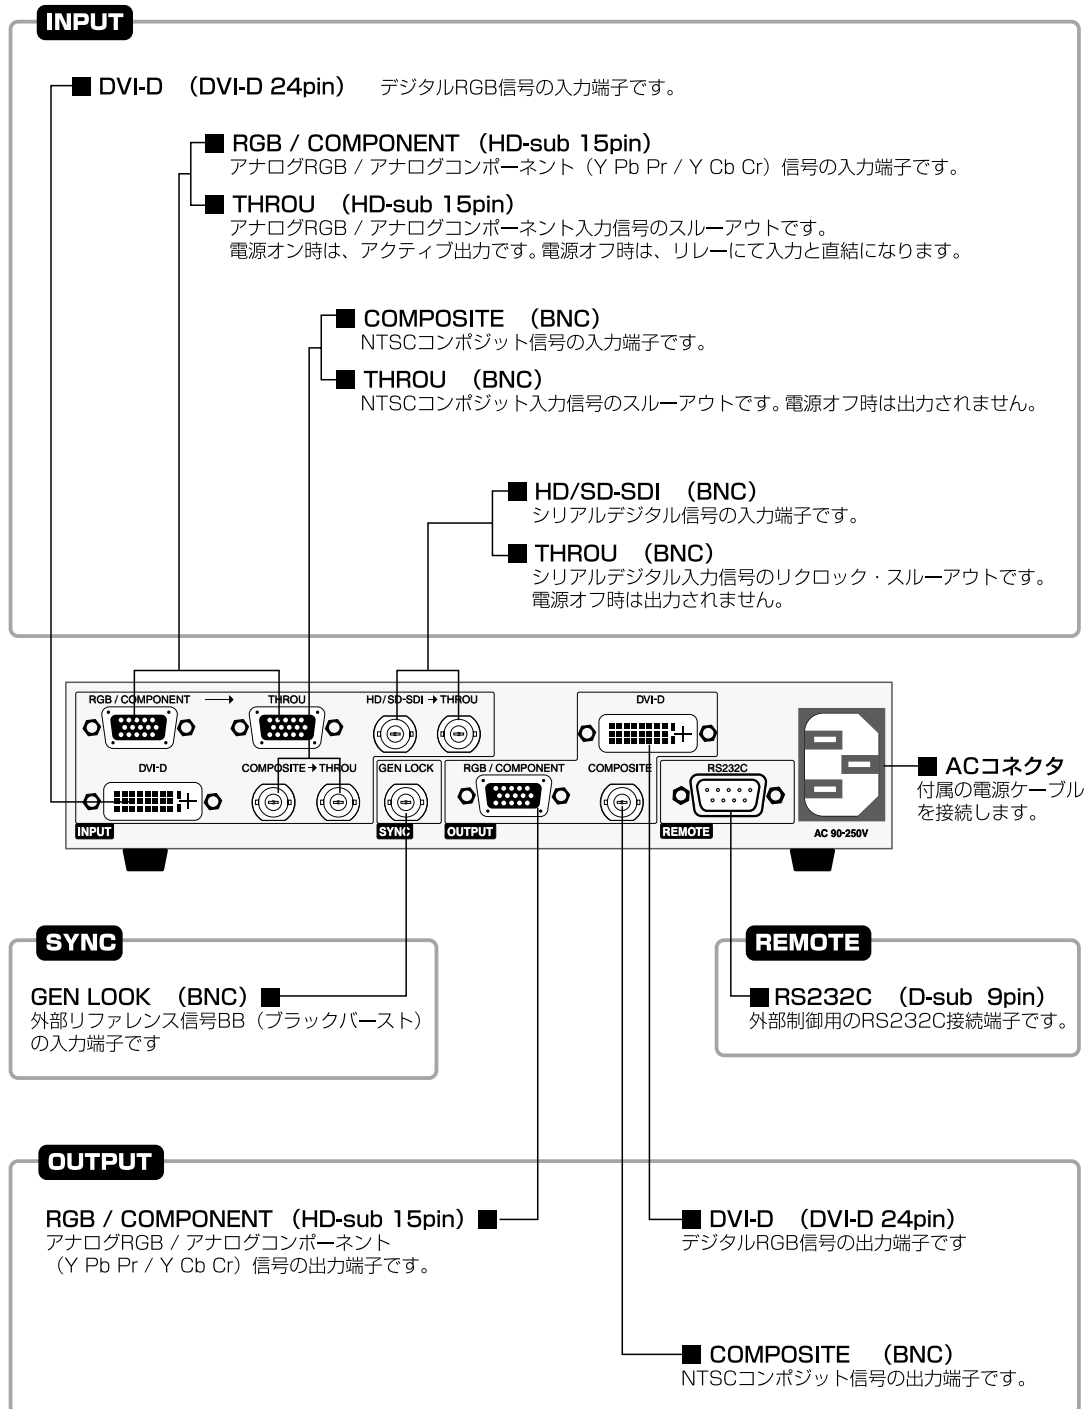 INPUT
■ DVI-D （DVI-D 24pin） デジタルRGB信号の入力端子です。
■ RGB / COMPONENT （HD-sub 15pin）
アナログRGB / アナログコンポーネント（Y Pb Pr / Y Cb Cr）信号の入力端子です。
■ THROU （HD-sub 15pin）
アナログRGB / アナログコンポーネント入力信号のスルーアウトです。
電源オン時は、アクティブ出力です。電源オフ時は、リレーにて入力と直結になります。
■ COMPOSITE （BNC）
NTSCコンポジット信号の入力端子です。
■ THROU （BNC）
NTSCコンポジット入力信号のスルーアウトです。電源オフ時は出力されません。
■ HD/SD-SDI （BNC）
シリアルデジタル信号の入力端子です。
■ THROU （BNC）
シリアルデジタル入力信号のリクロック・スルーアウトです。
電源オフ時は出力されません。
RGB / COMPONENT → THROU HD/SD-SDI → THROU DVI-D
DVI-D COMPOSITE → THROU GEN LOCK RGB / COMPONENT COMPOSITE RS232C
INPUT SYNC OUTPUT REMOTE AC 90-250V
■ ACコネクタ
付属の電源ケーブル
を接続します。
SYNC
GEN LOOK （BNC）■
外部リファレンス信号BB（ブラックバースト）
の入力端子です
REMOTE
■ RS232C （D-sub 9pin）
外部制御用のRS232C接続端子です。
OUTPUT
RGB / COMPONENT （HD-sub 15pin）■
アナログRGB / アナログコンポーネント
（Y Pb Pr / Y Cb Cr）信号の出力端子です。
■ DVI-D （DVI-D 24pin）
デジタルRGB信号の出力端子です
■ COMPOSITE （BNC）
NTSCコンポジット信号の出力端子です。